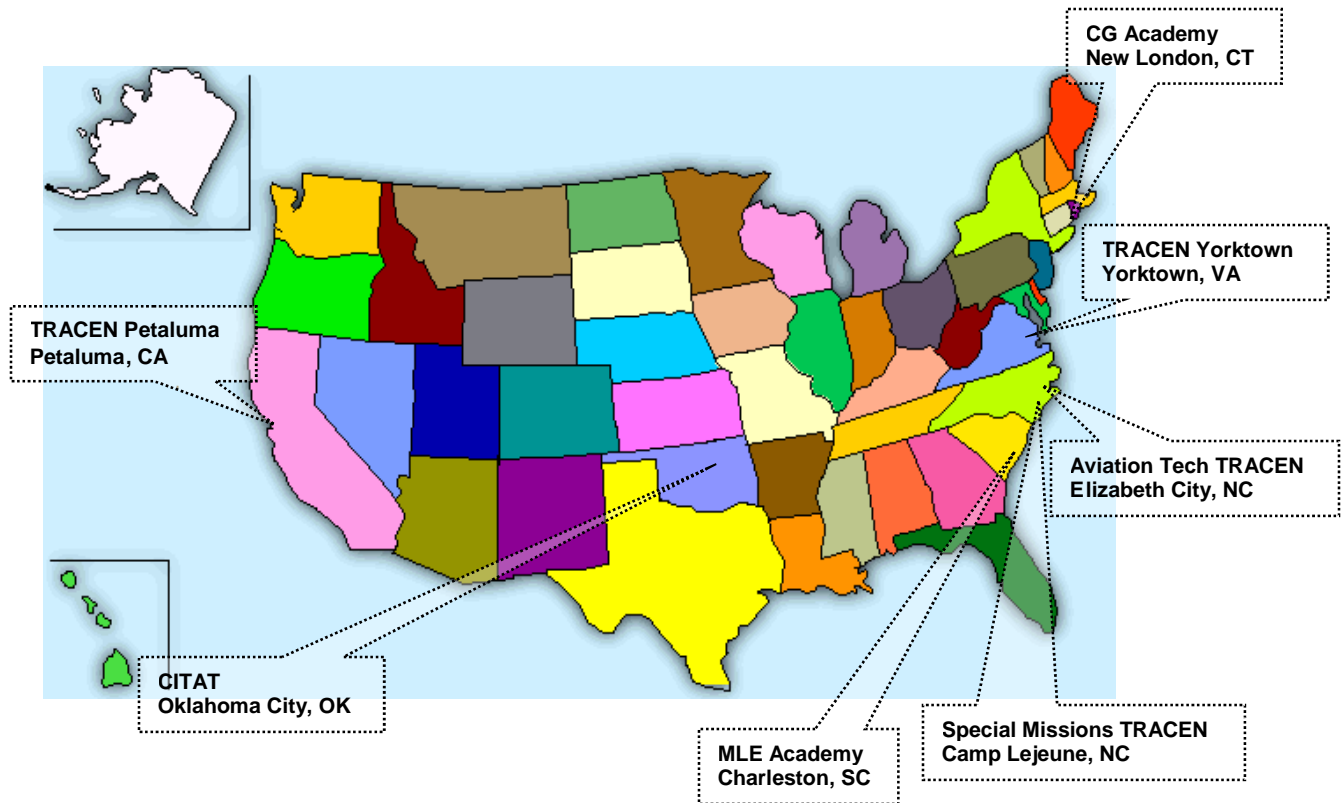 CG Academy
New London, CT
TRACEN Yorktown
Yorktown, VA
TRACEN Petaluma
Petaluma, CA
Aviation Tech TRACEN
Elizabeth City, NC
CITAT
Oklahoma City, OK
Special Missions TRACEN
Camp Lejeune, NC
MLE Academy
Charleston, SC